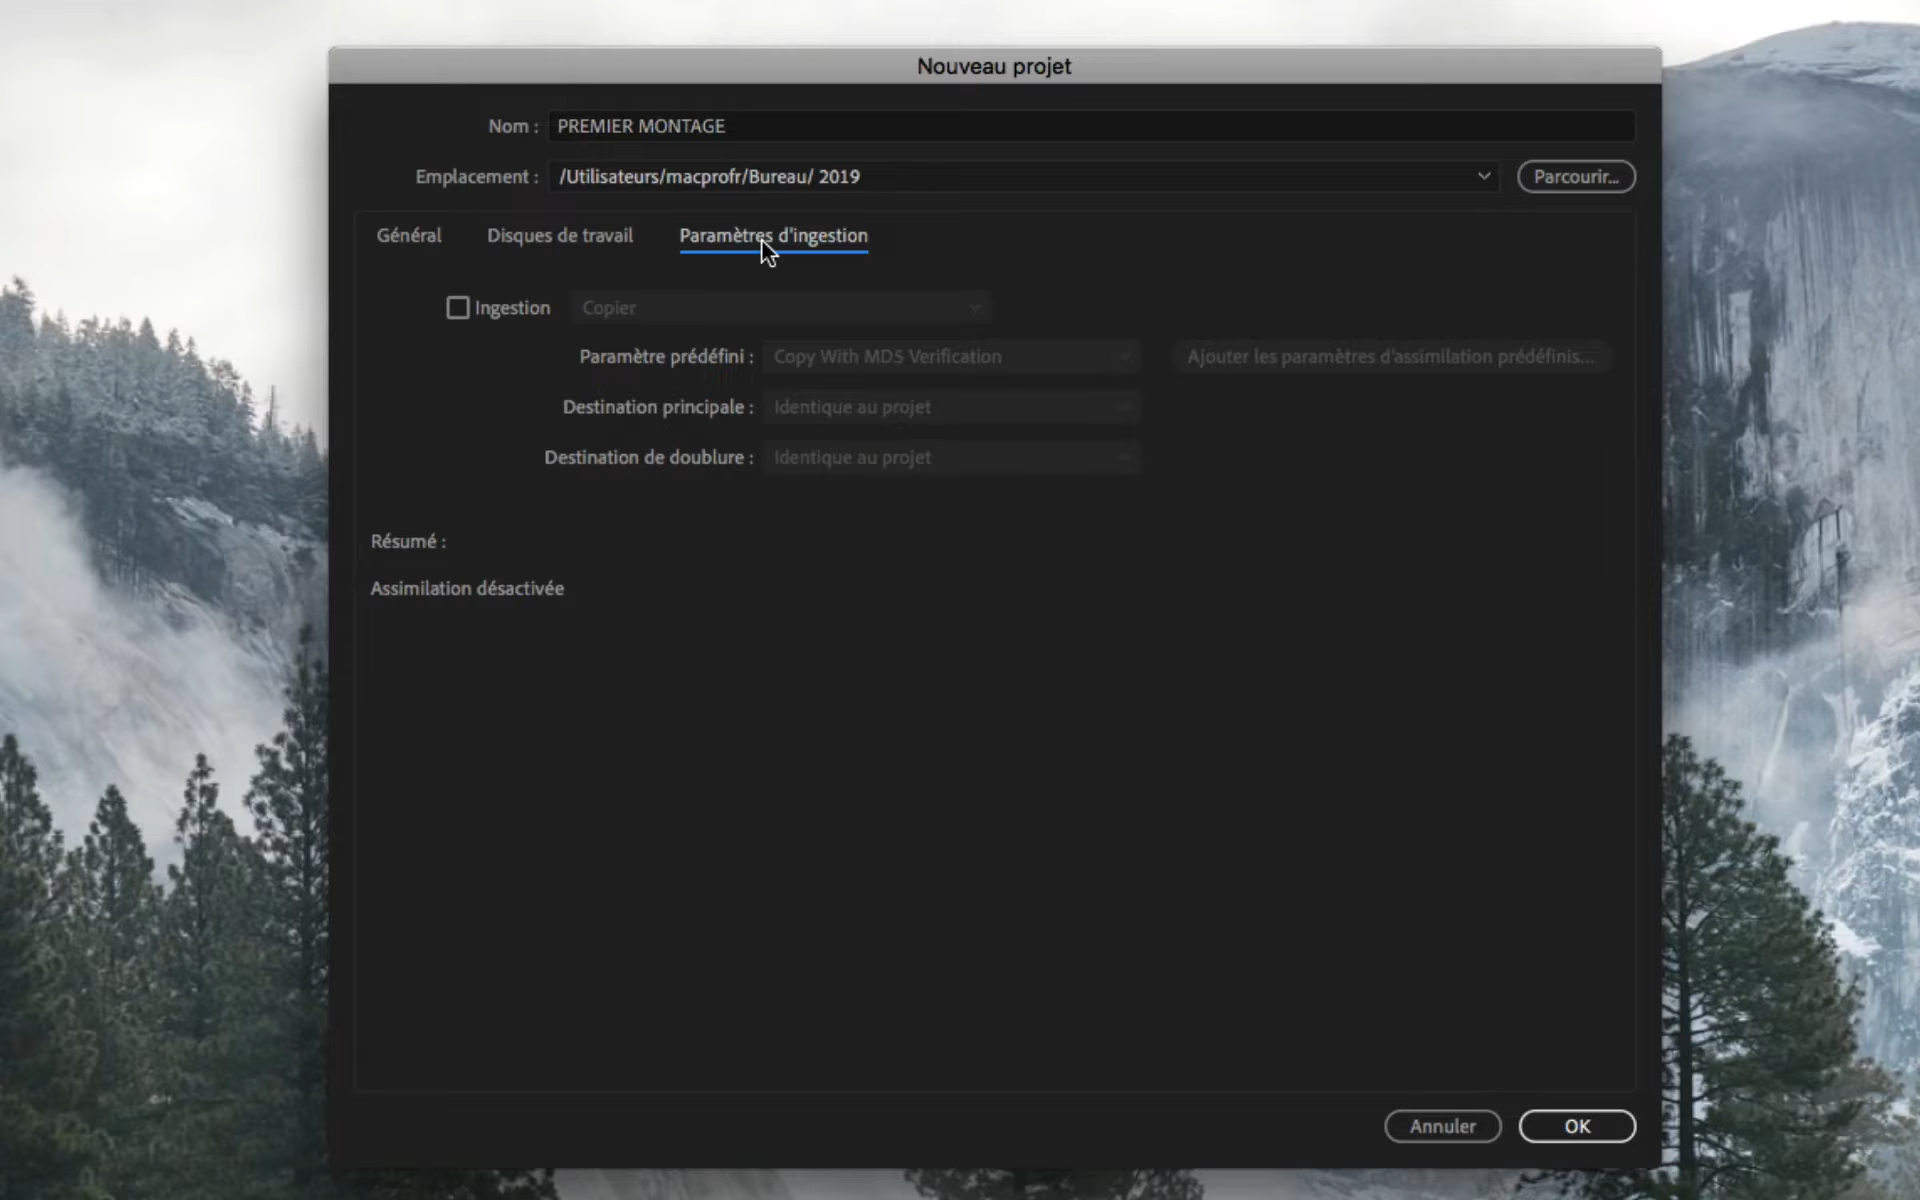 Nouveau projet
Nom : PREMIER MONTAGE
Emplacement : /Utilisateurs/macprofr/Bureau/ 2019 Parcourir...
Général Disques de travail Paramètres d'ingestion
Ingestion Copier
Paramètre prédéfini : Copy With MD5 Verification Ajouter les paramètres d'assimilation prédéfinis...
Destination principale : Identique au projet
Destination de doublure : Identique au projet
Résumé :
Assimilation désactivée
Annuler OK